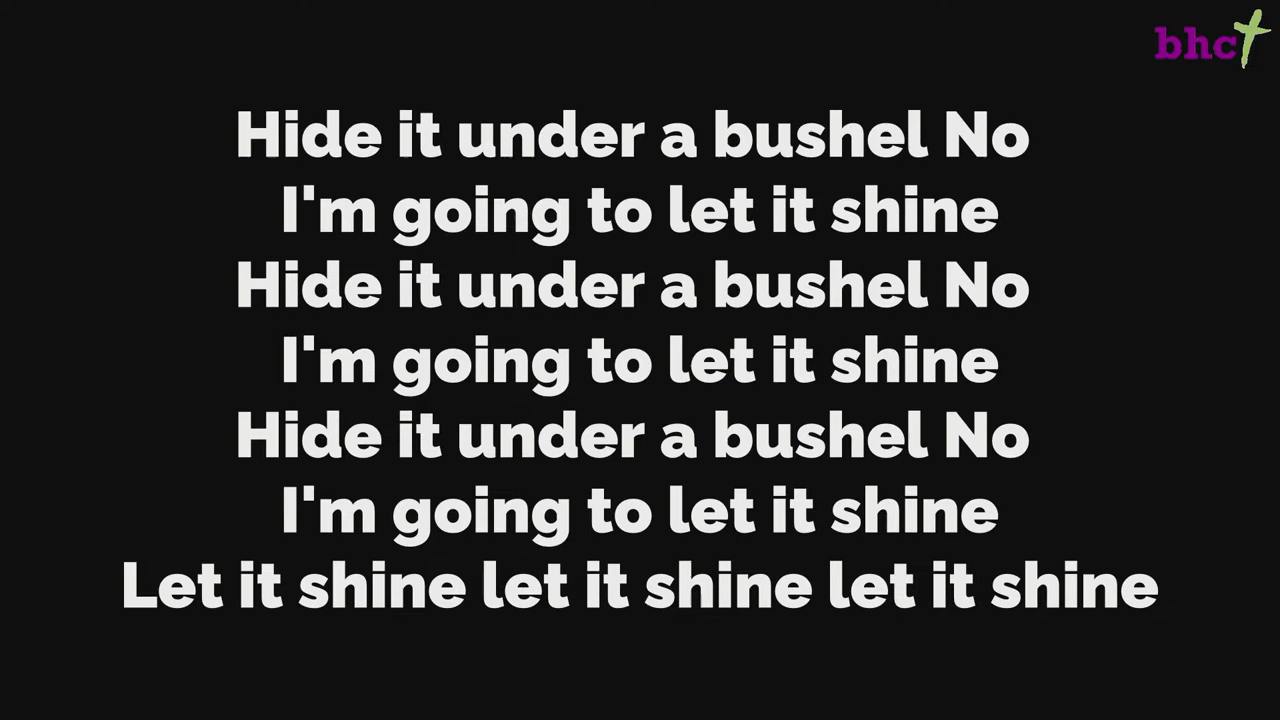 bhc
Hide it under a bushel No
I'm going to let it shine
Hide it under a bushel No
I'm going to let it shine
Hide it under a bushel No
I'm going to let it shine
Let it shine let it shine let it shine